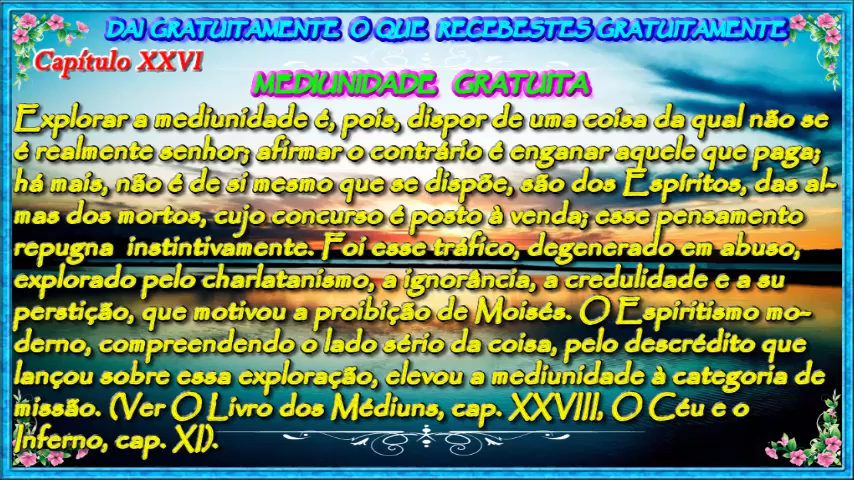 DAI GRATUITAMENTE O QUE RECEBESTES GRATUITAMENTE
Capítulo XXVI
MEDIUNIDADE GRATUITA
Explorar a mediunidade é, pois, dispor de uma coisa da qual não se
é realmente senhor; afirmar o contrário é enganar aquele que paga;
há mais, não é de si mesmo que se dispõe, são dos Espíritos, das al-
mas dos mortos, cujo concurso é posto à venda; esse pensamento
repugna instintivamente. Foi esse tráfico, degenerado em abuso,
explorado pelo charlatanismo, a ignorância, a credulidade e a su
perstição, que motivou a proibição de Moisés. O Espiritismo mo-
derno, compreendendo o lado sério da coisa, pelo descrédito que
lançou sobre essa exploração, elevou a mediunidade à categoria de
missão. (Ver O Livro dos Médiuns, cap. XXVIII, O Céu e o
Inferno, cap. XI).